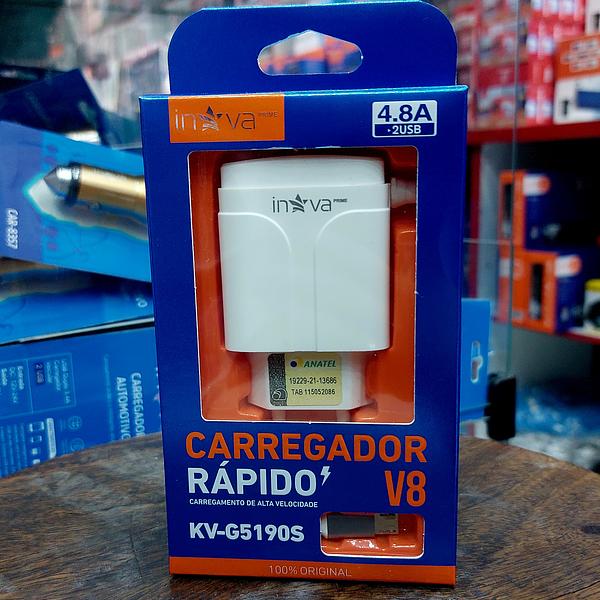 inova PRIME
4.8A
2USB
inova PRIME
ANATEL
19229-21-13686
TAB 115052086
CARREGADOR
RÁPIDO
V8
CARREGAMENTO DE ALTA VELOCIDADE
KV-G5190S
100% ORIGINAL
CAR-8357
CARREGADOR
AUTOMOTIVO